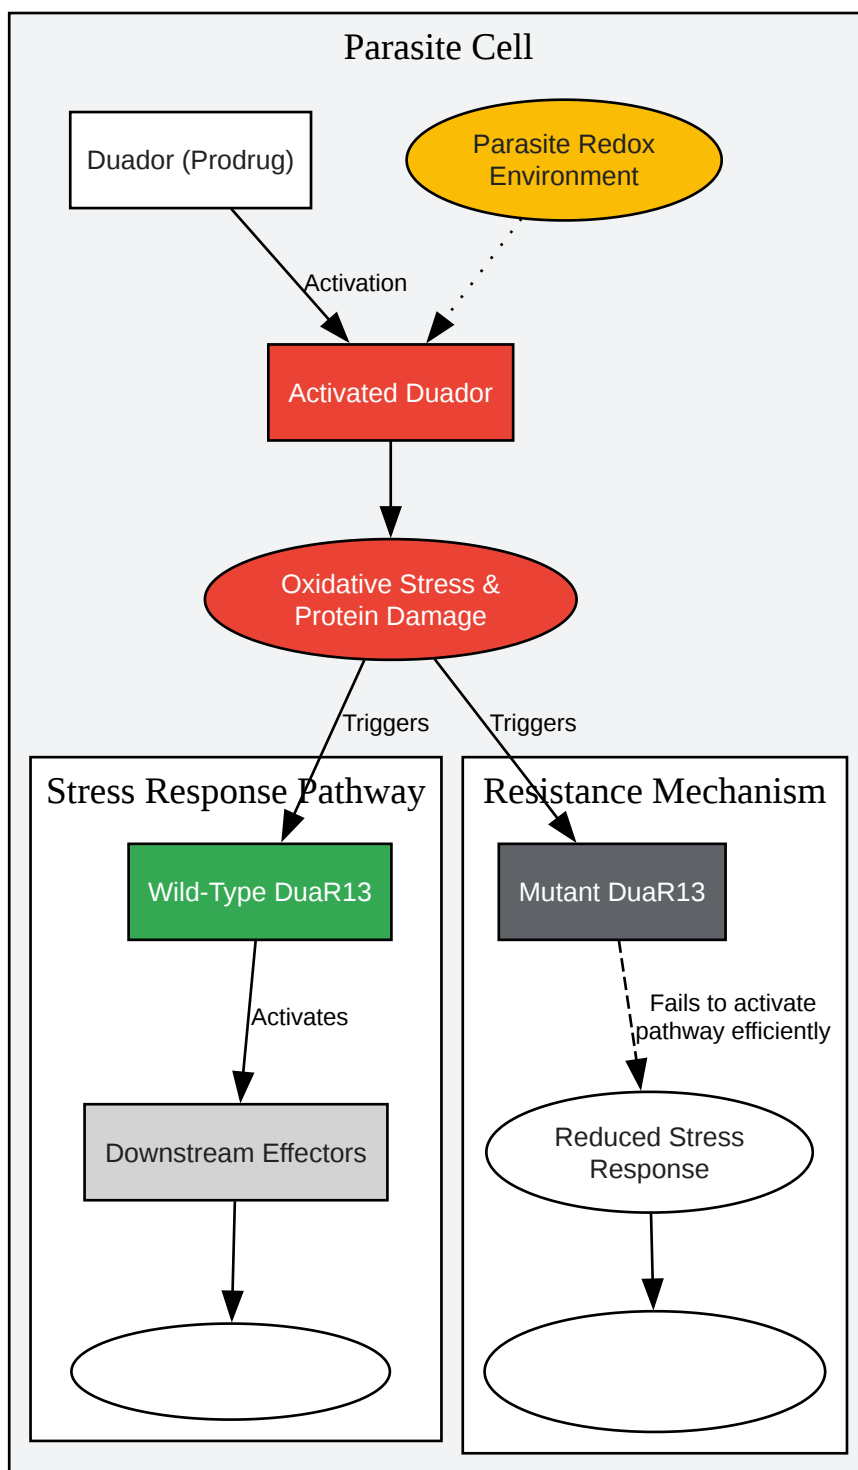 Parasite Cell
Duador (Prodrug)
Parasite Redox
Environment
Activation
Activated Duador
Oxidative Stress &
Protein Damage
Triggers
Triggers
Stress Response Pathway
Resistance Mechanism
Wild-Type DuaR13
Mutant DuaR13
Activates
Fails to activate
pathway efficiently
Downstream Effectors
Reduced Stress
Response